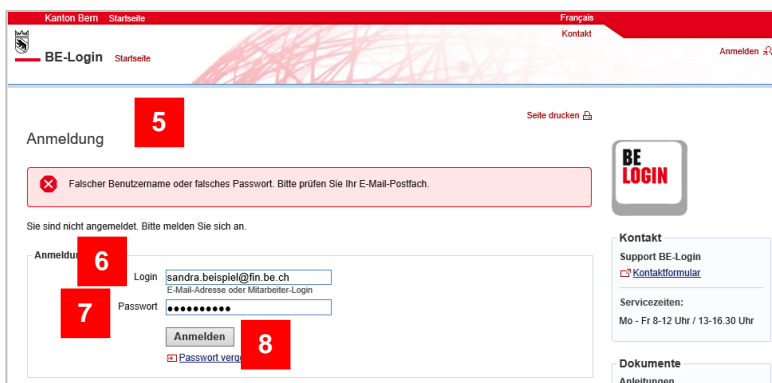 Kanton Bern Startseite Français
Kontakt
BE-Login Startseite
Anmelden
Seite drucken
5
Anmeldung
BE
LOGIN
Falscher Benutzername oder falsches Passwort. Bitte prüfen Sie Ihr E-Mail-Postfach.
Sie sind nicht angemeldet. Bitte melden Sie sich an.
6
Login sandra.beispiel@fin.be.ch
E-Mail-Adresse oder Mitarbeiter-Login
7
Passwort ••••••••••
Anmelden
8
Passwort
Kontakt
Support BE-Login
Kontaktformular
Servicezeiten:
Mo - Fr 8-12 Uhr / 13-16.30 Uhr
Dokumente
Anleitungen